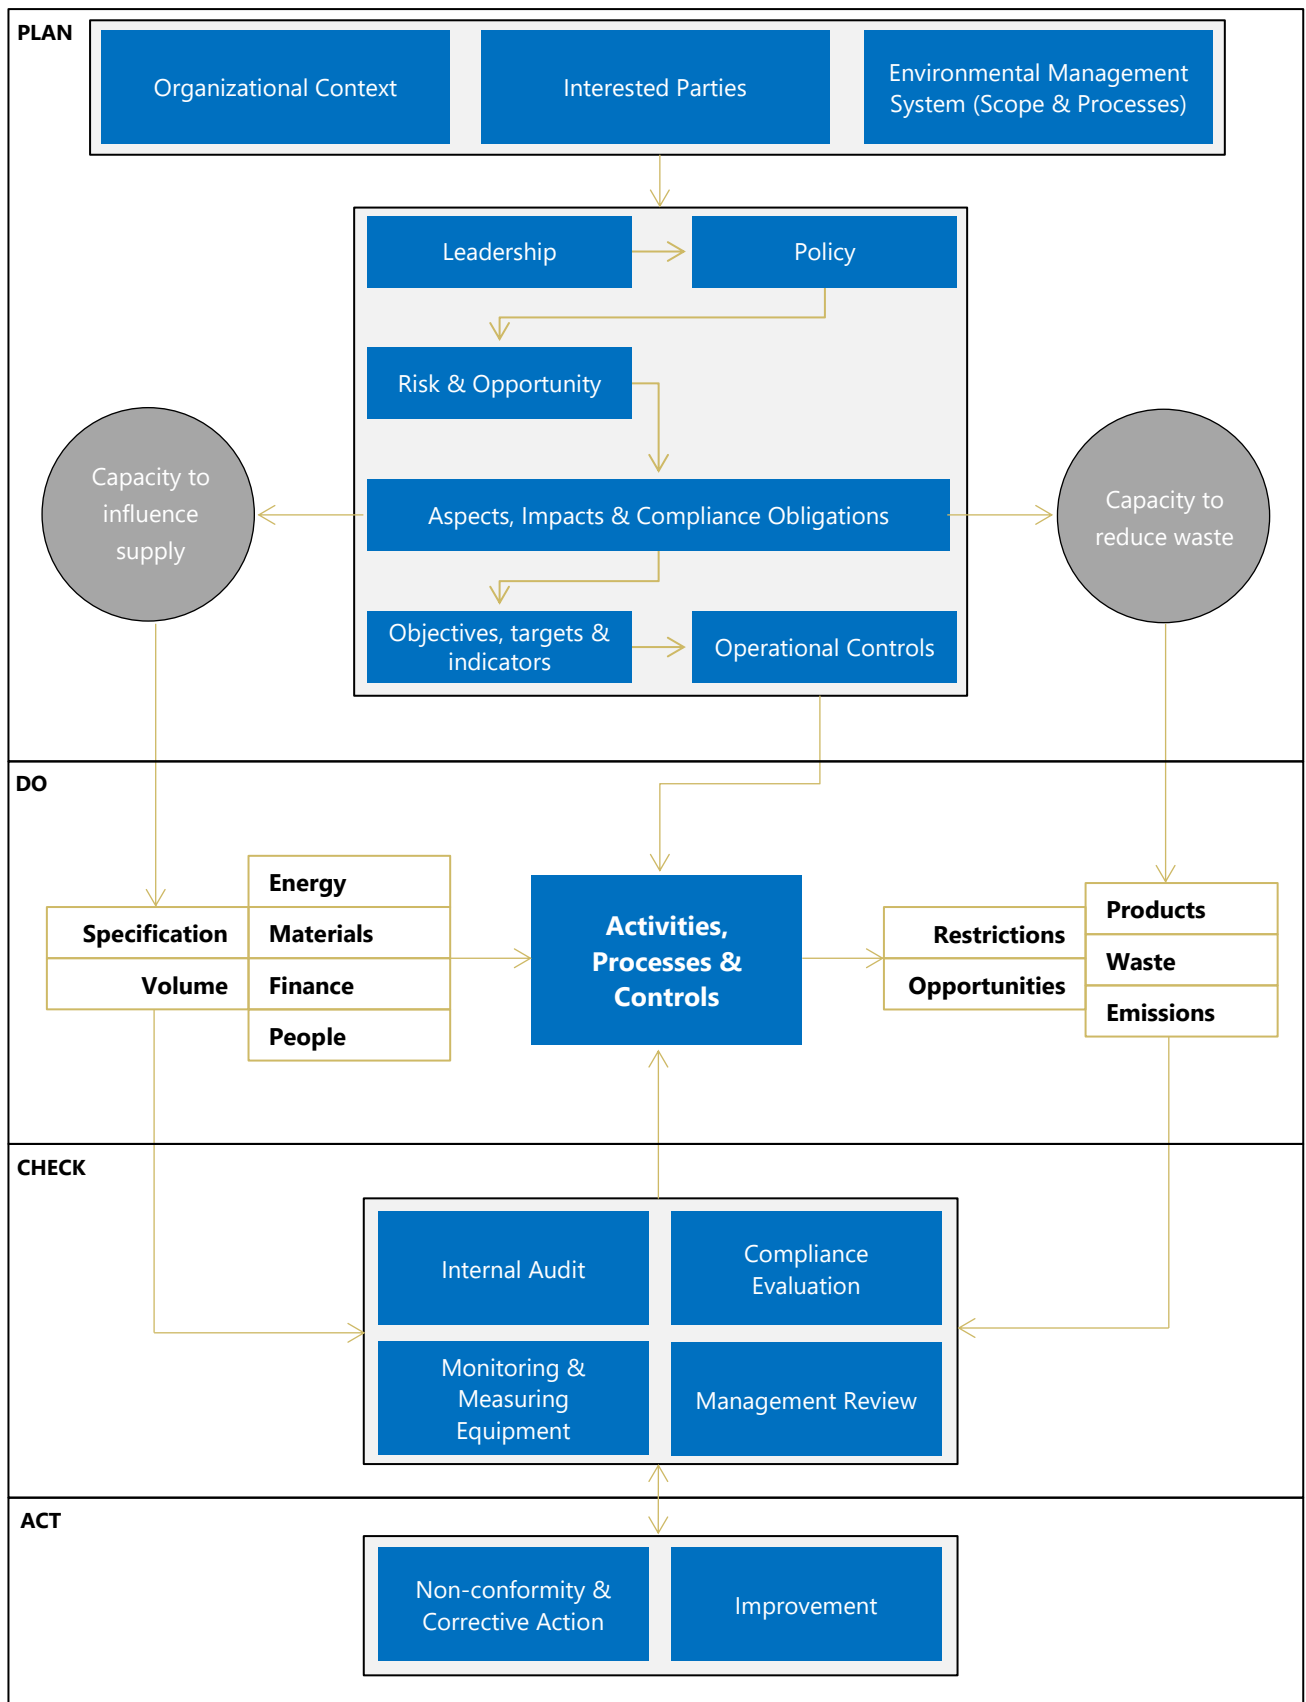 PLAN
Organizational Context
Interested Parties
Environmental Management
System (Scope & Processes)
Leadership
Policy
Risk & Opportunity
Capacity to
influence
supply
Aspects, Impacts & Compliance Obligations
Capacity to
reduce waste
Objectives, targets &
indicators
Operational Controls
DO
Specification
Volume
Energy
Materials
Finance
People
Activities,
Processes &
Controls
Restrictions
Opportunities
Products
Waste
Emissions
CHECK
Internal Audit
Compliance
Evaluation
Monitoring &
Measuring
Equipment
Management Review
ACT
Non-conformity &
Corrective Action
Improvement